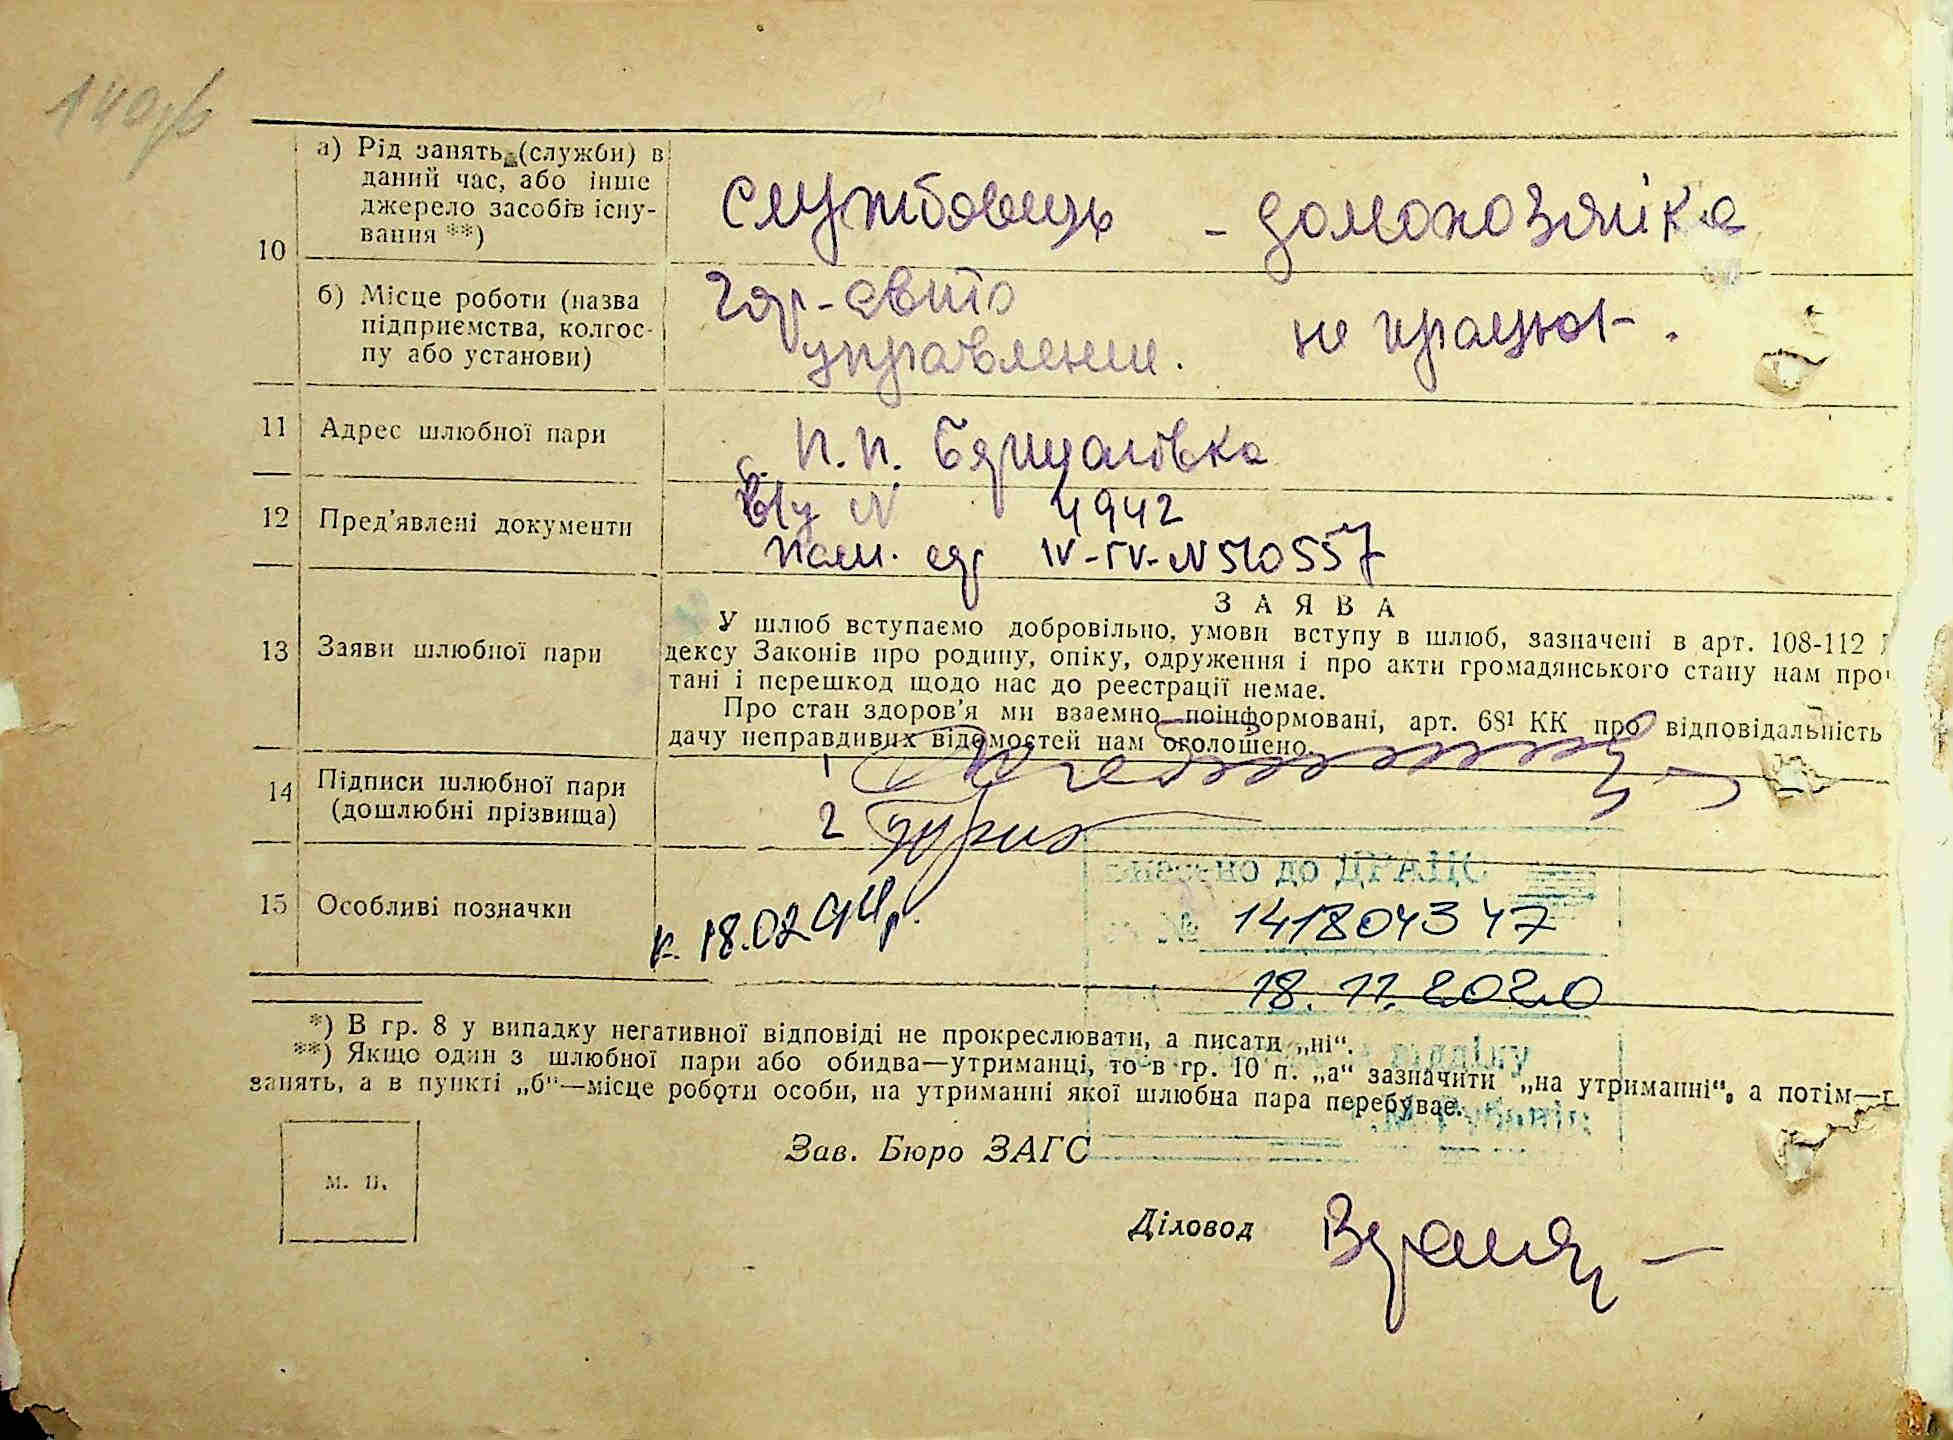 10
а) Рід занять (служби) в
даний час, або інше
джерело засобів існу-
вання **)
службовець - домохозяйка
б) Місце роботи (назва
підприємства, колгос-
пу або установи)
управлении. не працює.
11 Адрес шлюбної пари
12 Пред'явлені документи
N 4942
IV-ГV-N 510557
13 Заяви шлюбної пари
ЗАЯВА
У шлюб вступаємо добровільно, умови вступу в шлюб, зазначені в арт. 108-112
дексу Законів про родину, опіку, одруження і про акти громадянського стану нам про
тані і перешкод щодо нас до реєстрації немає.
Про стан здоров'я ми взаємно поінформовані, арт. 68¹ КК про відповідальність
дачу неправдивих відомостей нам оголошено.
14 Підписи шлюбної пари
(дошлюбні прізвища)
1
2
15 Особливі позначки
к. 18.02.94р.
до ДРАЦС
№ 141804347
18.11.2020
*) В гр. 8 у випадку негативної відповіді не прокреслювати, а писати „ні“.
**) Якщо один з шлюбної пари або обидва—утриманці, то в гр. 10 п. „а“ зазначити „на утриманні“, а потім—
занять, а в пункті „б“—місце роботи особи, на утриманні якої шлюбна пара перебуває.
м. п.
Зав. Бюро ЗАГС
Діловод